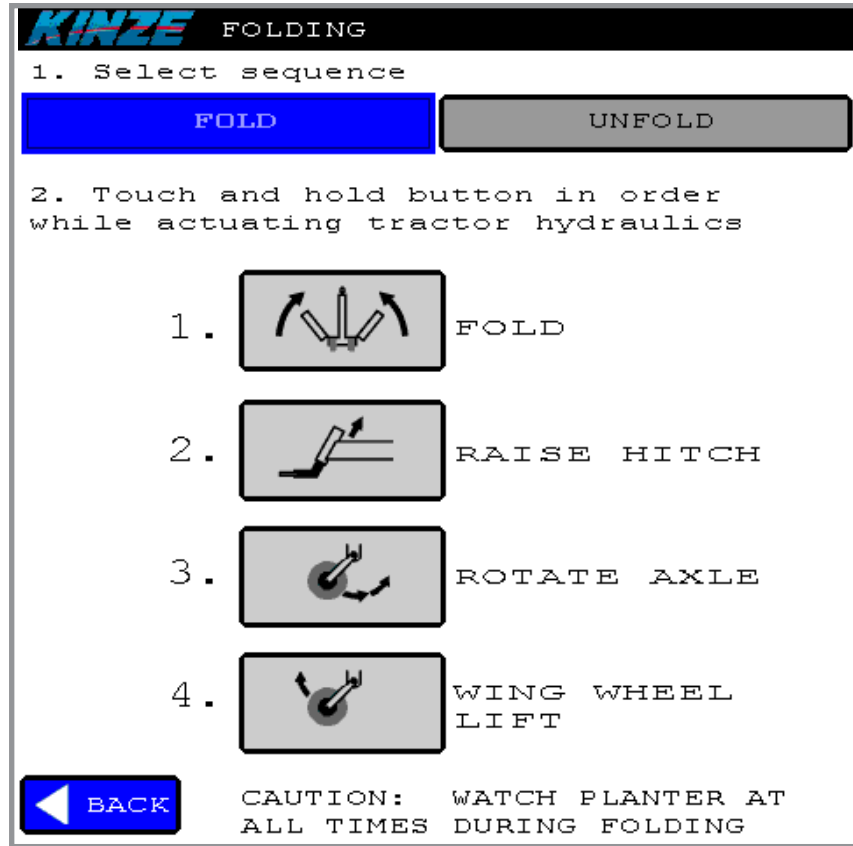 KINZE FOLDING
1. Select sequence
FOLD UNFOLD
2. Touch and hold button in order
while actuating tractor hydraulics
1. FOLD
2. RAISE HITCH
3. ROTATE AXLE
4. WING WHEEL
LIFT
BACK
CAUTION: WATCH PLANTER AT
ALL TIMES DURING FOLDING